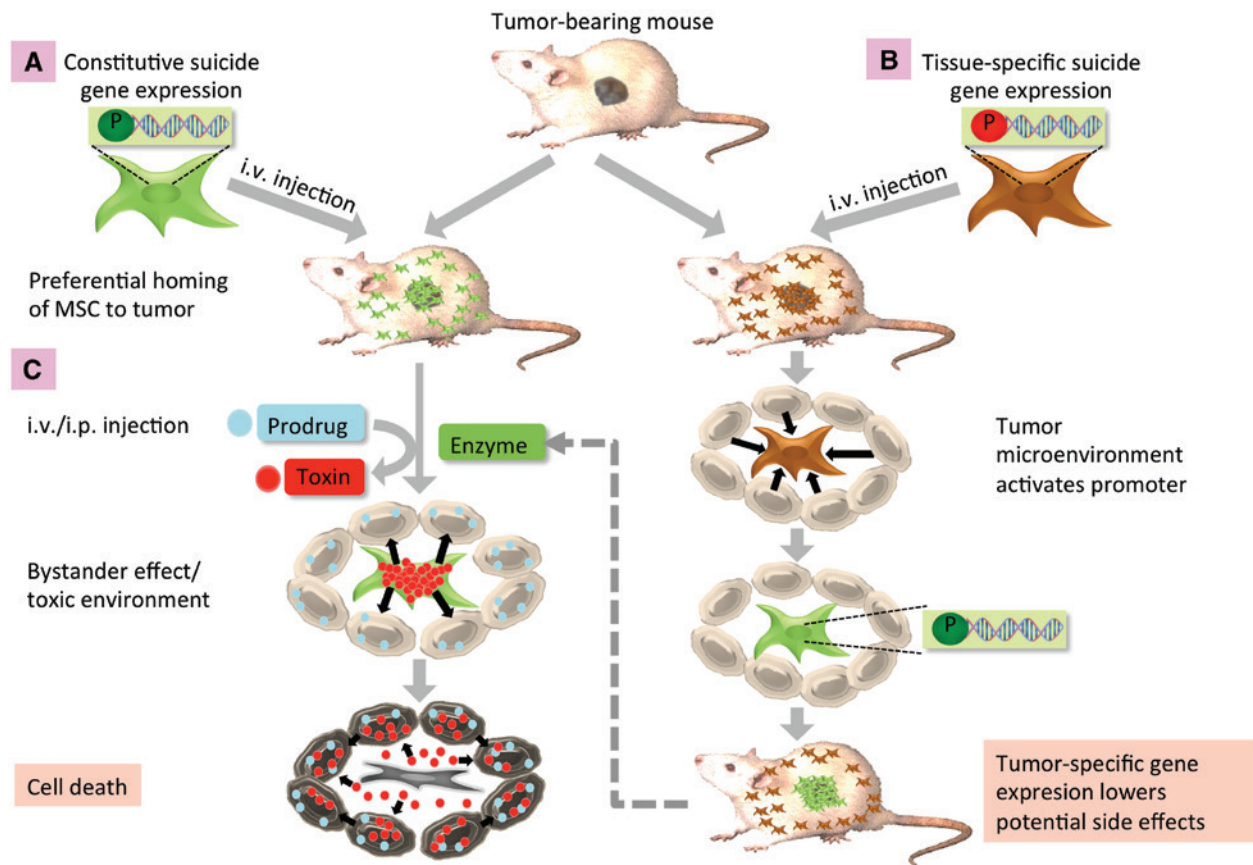 Tumor-bearing mouse
A
Constitutive suicide
gene expression
P
i.v. injection
B
Tissue-specific suicide
gene expression
P
i.v. injection
Preferential homing
of MSC to tumor
C
i.v./i.p. injection
Prodrug
Toxin
Enzyme
Tumor
microenvironment
activates promoter
Bystander effect/
toxic environment
P
Cell death
Tumor-specific gene
expresion lowers
potential side effects